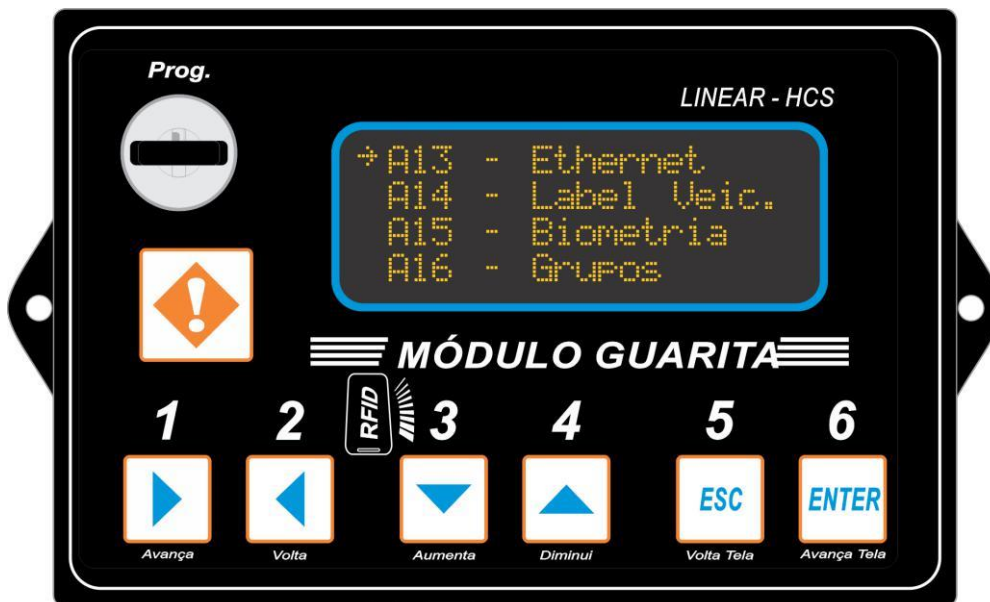 Prog.
LINEAR - HCS
→A13 - Ethernet
A14 - Label Veic.
A15 - Biometria
A16 - Grupos
!
MÓDULO GUARITA
RFID
1 2 3 4 5 6
ESC ENTER
Avança Volta Aumenta Diminui Volta Tela Avança Tela